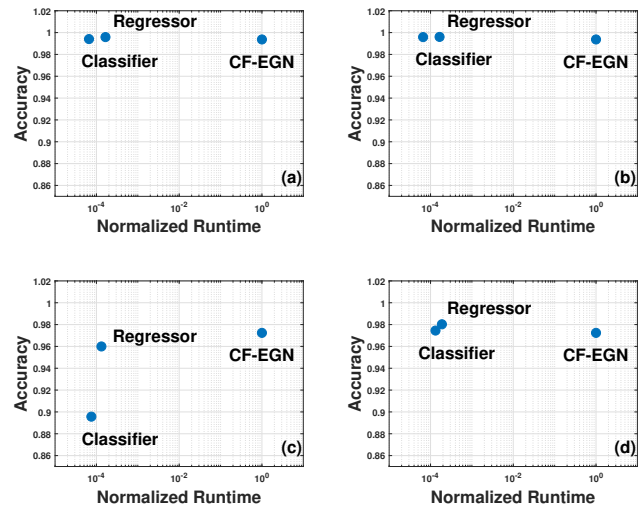 1.02
1
0.98
0.96
0.94
0.92
0.9
0.88
0.86
Accuracy
Regressor
Classifier
CF-EGN
(a)
10^-4
10^-2
10^0
Normalized Runtime
1.02
1
0.98
0.96
0.94
0.92
0.9
0.88
0.86
Accuracy
Regressor
Classifier
CF-EGN
(b)
10^-4
10^-2
10^0
Normalized Runtime
1.02
1
0.98
0.96
0.94
0.92
0.9
0.88
0.86
Accuracy
Regressor
CF-EGN
Classifier
(c)
10^-4
10^-2
10^0
Normalized Runtime
1.02
1
0.98
0.96
0.94
0.92
0.9
0.88
0.86
Accuracy
Regressor
Classifier
CF-EGN
(d)
10^-4
10^-2
10^0
Normalized Runtime